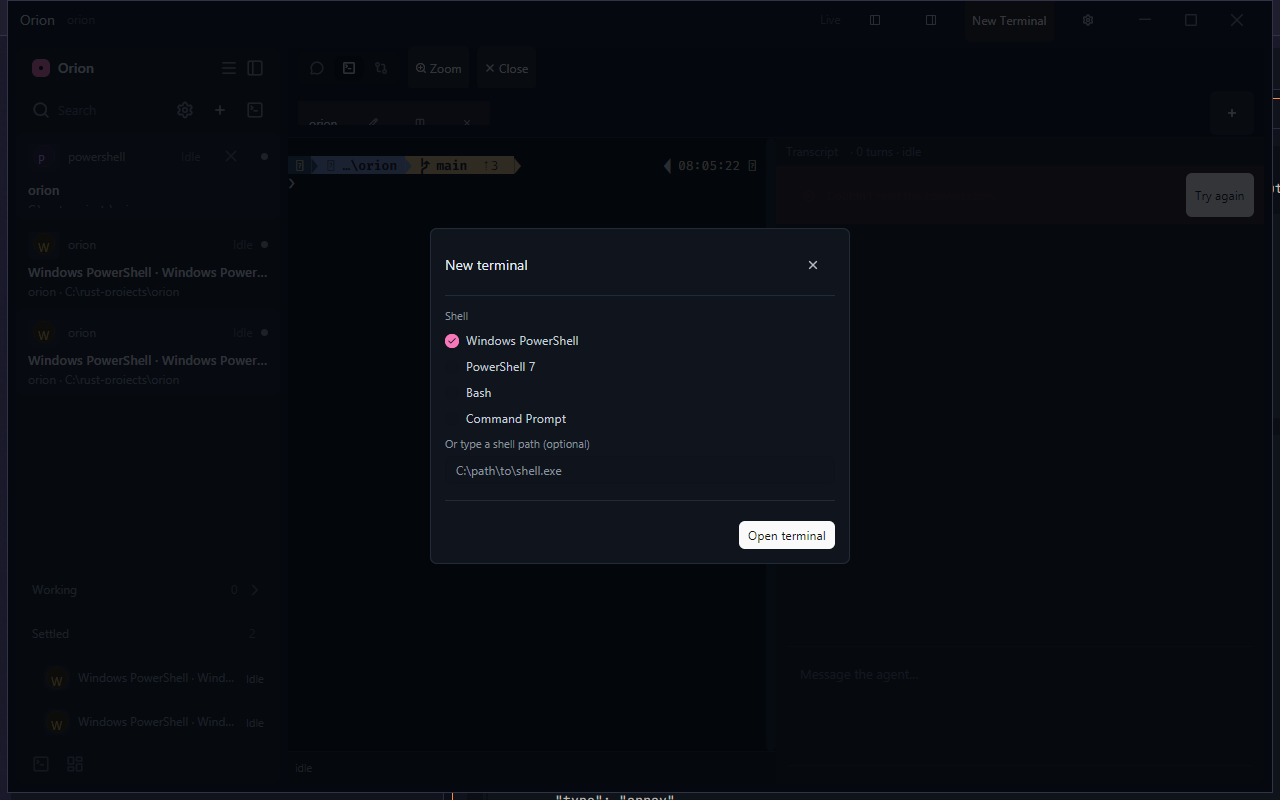 Orion orion Live New Terminal
Orion
Zoom Close
Search
orion
P powershell Idle
08:05:22
…\orion main ↑3
Transcript · 0 turns · idle
orion
Try again
❯
W orion Idle
Windows PowerShell · Windows Power...
orion · C:\rust-projects\orion
W orion Idle
Windows PowerShell · Windows Power...
orion · C:\rust-projects\orion
New terminal
Shell
Windows PowerShell
PowerShell 7
Bash
Command Prompt
Or type a shell path (optional)
C:\path\to\shell.exe
Open terminal
Working 0
Settled 2
W Windows PowerShell · Wind... Idle
W Windows PowerShell · Wind... Idle
Message the agent...
idle
"type": "array"